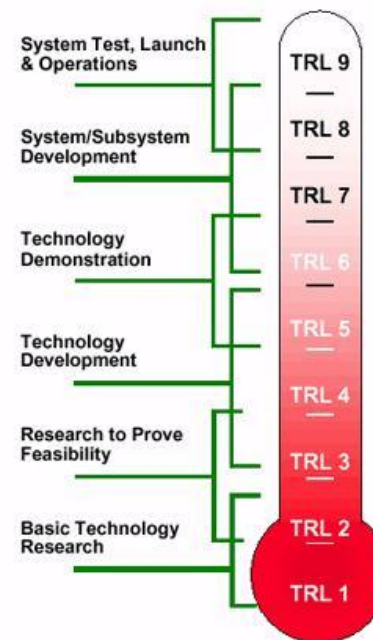 System Test, Launch
& Operations
System/Subsystem
Development
Technology
Demonstration
Technology
Development
Research to Prove
Feasibility
Basic Technology
Research
TRL 9
TRL 8
TRL 7
TRL 6
TRL 5
TRL 4
TRL 3
TRL 2
TRL 1